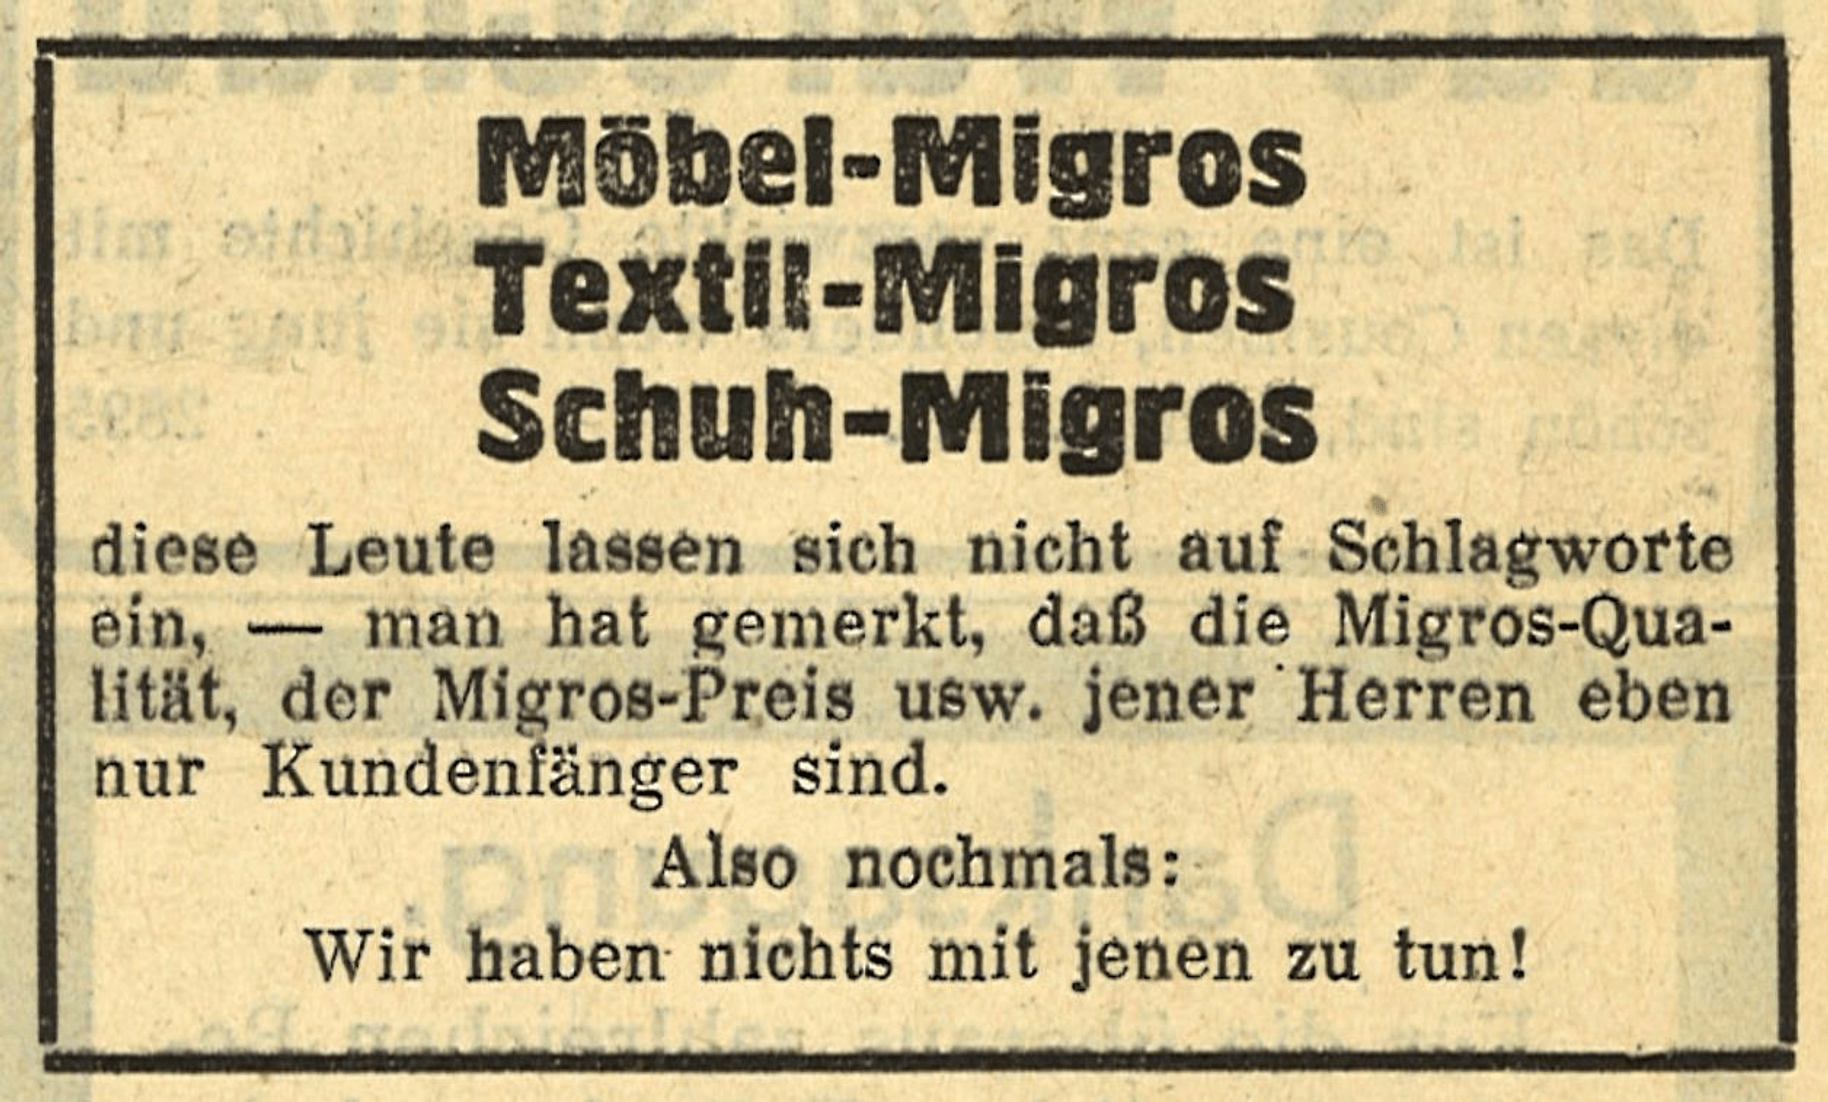 Möbel-Migros
Textil-Migros
Schuh-Migros
diese Leute lassen sich nicht auf Schlagworte
ein, — man hat gemerkt, daß die Migros-Qua-
lität, der Migros-Preis usw. jener Herren eben
nur Kundenfänger sind.
Also nochmals:
Wir haben nichts mit jenen zu tun!